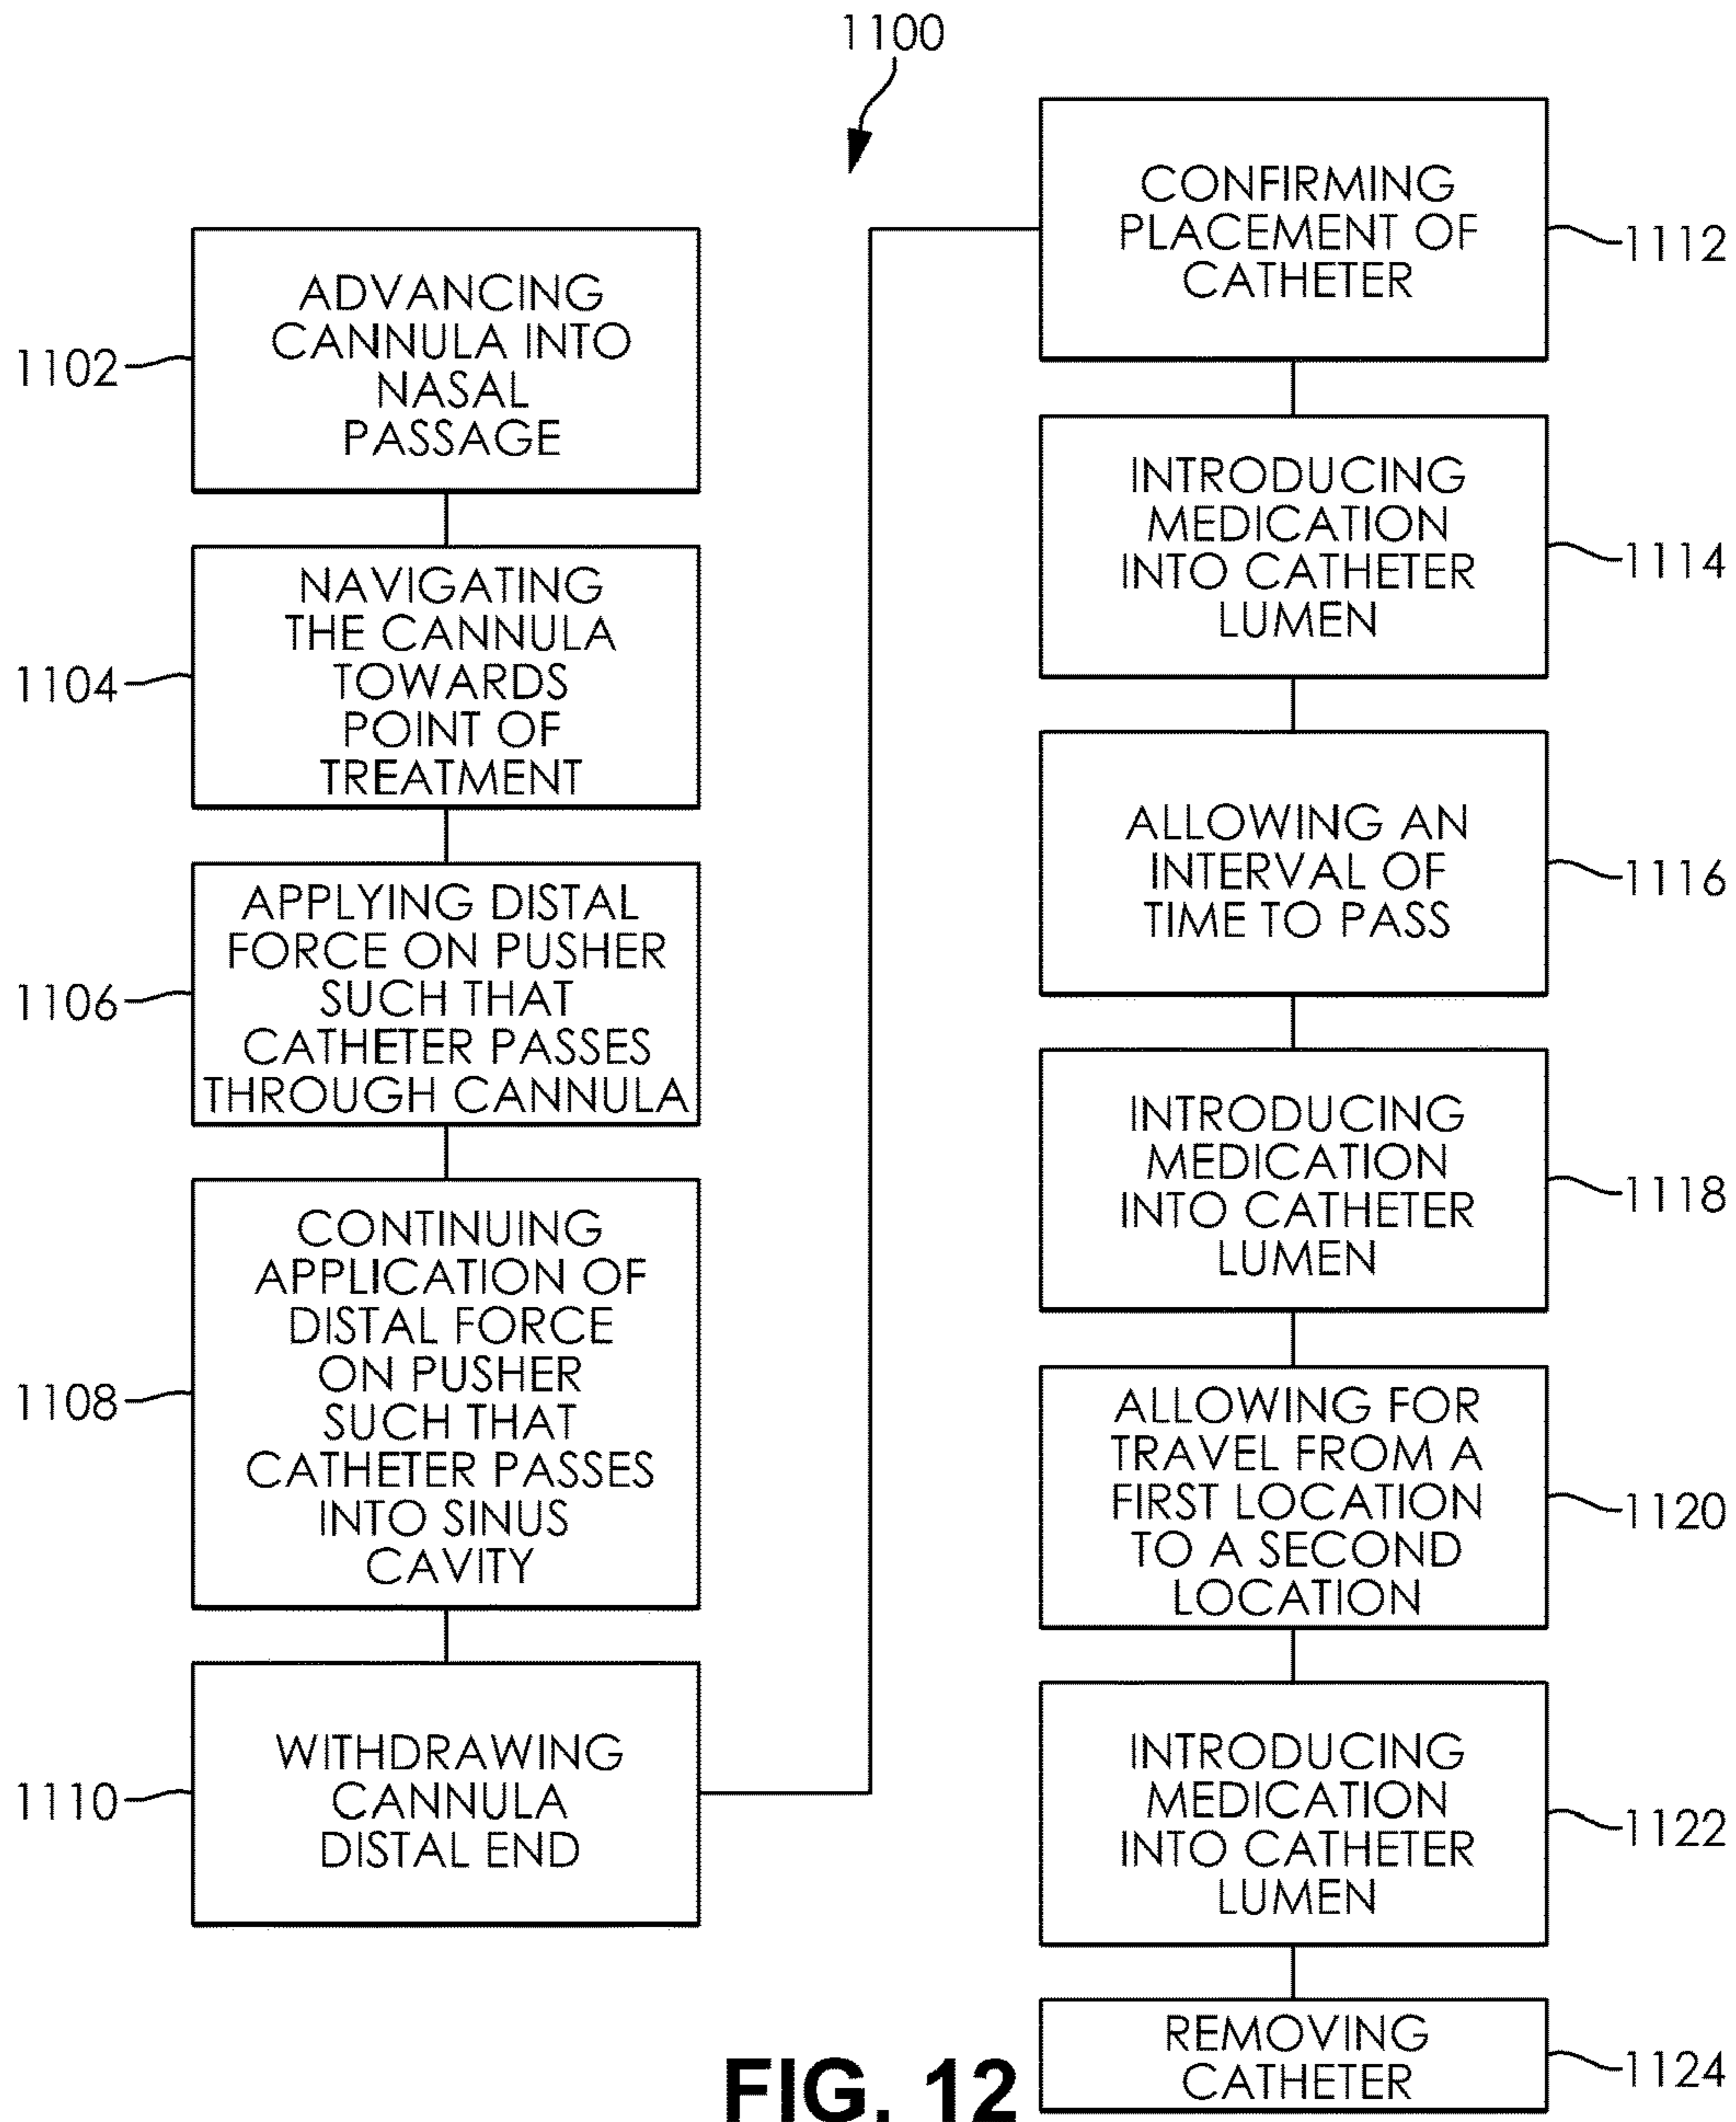 1100
1102
ADVANCING
CANNULA INTO
NASAL
PASSAGE
1104
NAVIGATING
THE CANNULA
TOWARDS
POINT OF
TREATMENT
1106
APPLYING DISTAL
FORCE ON PUSHER
SUCH THAT
CATHETER PASSES
THROUGH CANNULA
1108
CONTINUING
APPLICATION OF
DISTAL FORCE
ON PUSHER
SUCH THAT
CATHETER PASSES
INTO SINUS
CAVITY
1110
WITHDRAWING
CANNULA
DISTAL END
CONFIRMING
PLACEMENT OF
CATHETER
1112
INTRODUCING
MEDICATION
INTO CATHETER
LUMEN
1114
ALLOWING AN
INTERVAL OF
TIME TO PASS
1116
INTRODUCING
MEDICATION
INTO CATHETER
LUMEN
1118
ALLOWING FOR
TRAVEL FROM A
FIRST LOCATION
TO A SECOND
LOCATION
1120
INTRODUCING
MEDICATION
INTO CATHETER
LUMEN
1122
REMOVING
CATHETER
1124
FIG. 12